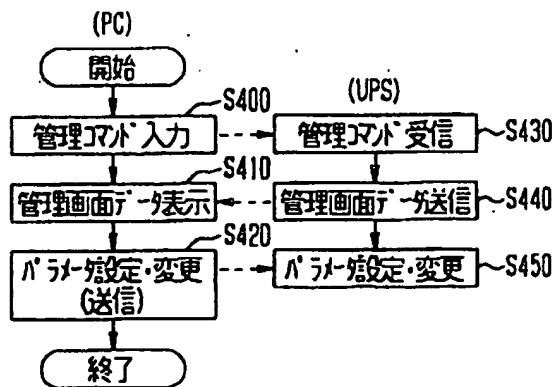 (PC)
開始
S400
管理コマンド入力
S410
管理画面データ表示
S420
パラメータ設定・変更
(送信)
終了
(UPS)
管理コマンド受信
S430
管理画面データ送信
S440
パラメータ設定・変更
S450